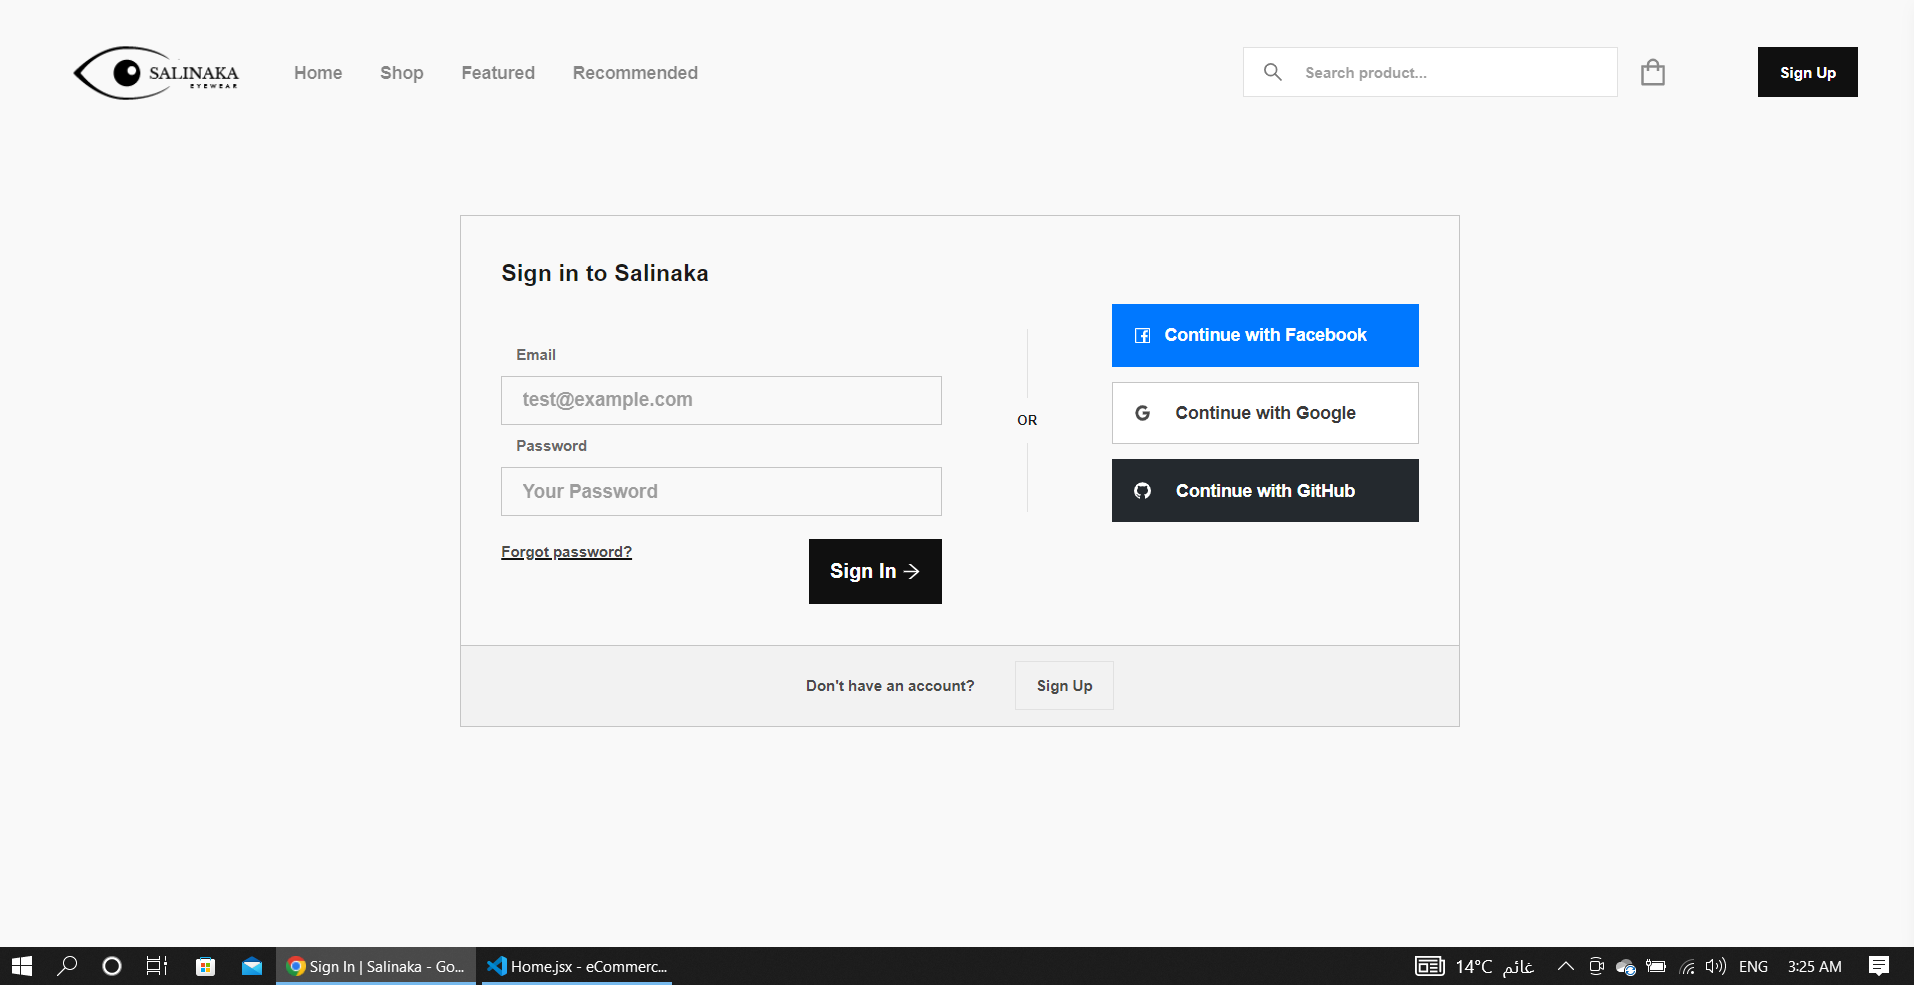 SALINAKA
EYEWEAR
Home Shop Featured Recommended
Search product...
Sign Up
Sign in to Salinaka
Email
test@example.com
Password
Your Password
Forgot password?
Sign In
OR
Continue with Facebook
Continue with Google
Continue with GitHub
Don't have an account? Sign Up
Sign In | Salinaka - Go... Home.jsx - eCommerc... 14°C غائم ENG 3:25 AM